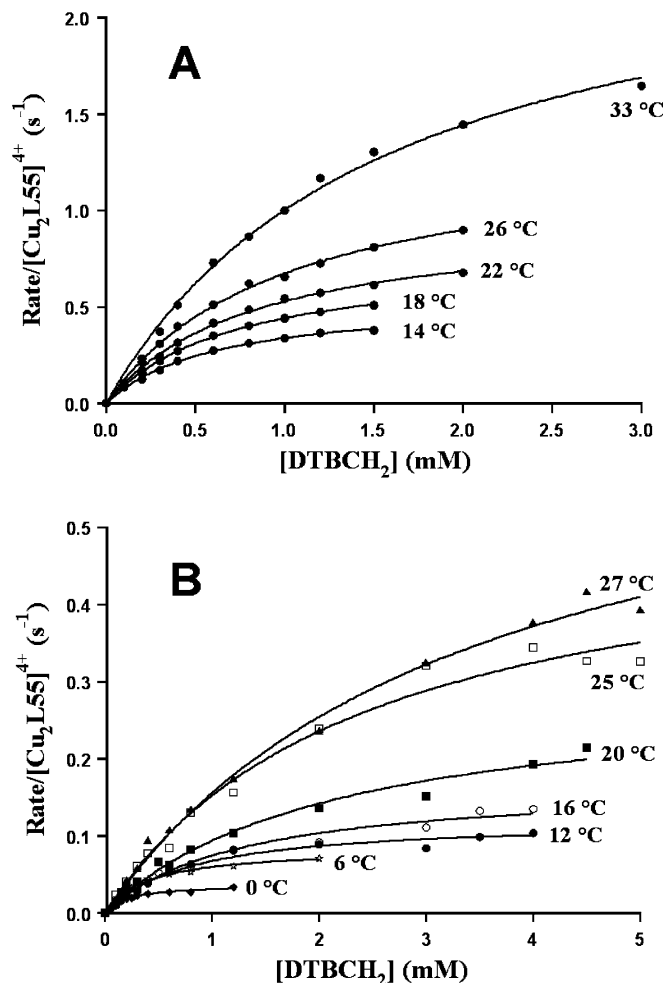 A
2.0
1.5
1.0
0.5
0.0
Rate/[Cu₂L55]⁴⁺ (s⁻¹)
33 °C
26 °C
22 °C
18 °C
14 °C
0.0 0.5 1.0 1.5 2.0 2.5 3.0
[DTBCH₂] (mM)
B
0.5
0.4
0.3
0.2
0.1
0.0
Rate/[Cu₂L55]⁴⁺ (s⁻¹)
27 °C
25 °C
20 °C
16 °C
12 °C
6 °C
0 °C
0 1 2 3 4 5
[DTBCH₂] (mM)